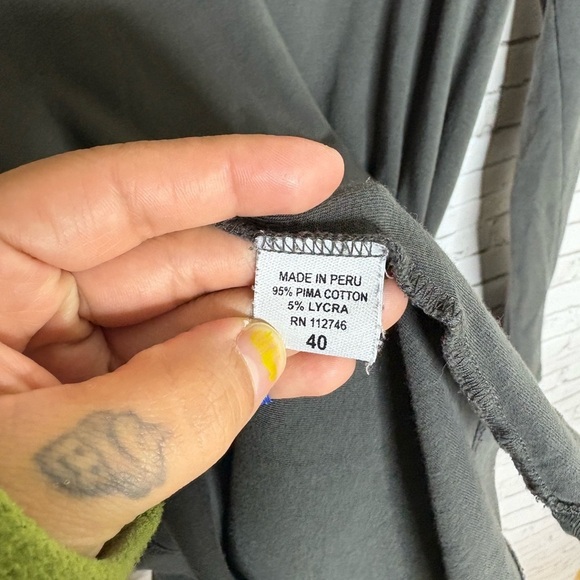 MADE IN PERU
95% PIMA COTTON
5% LYCRA
RN 112746
40